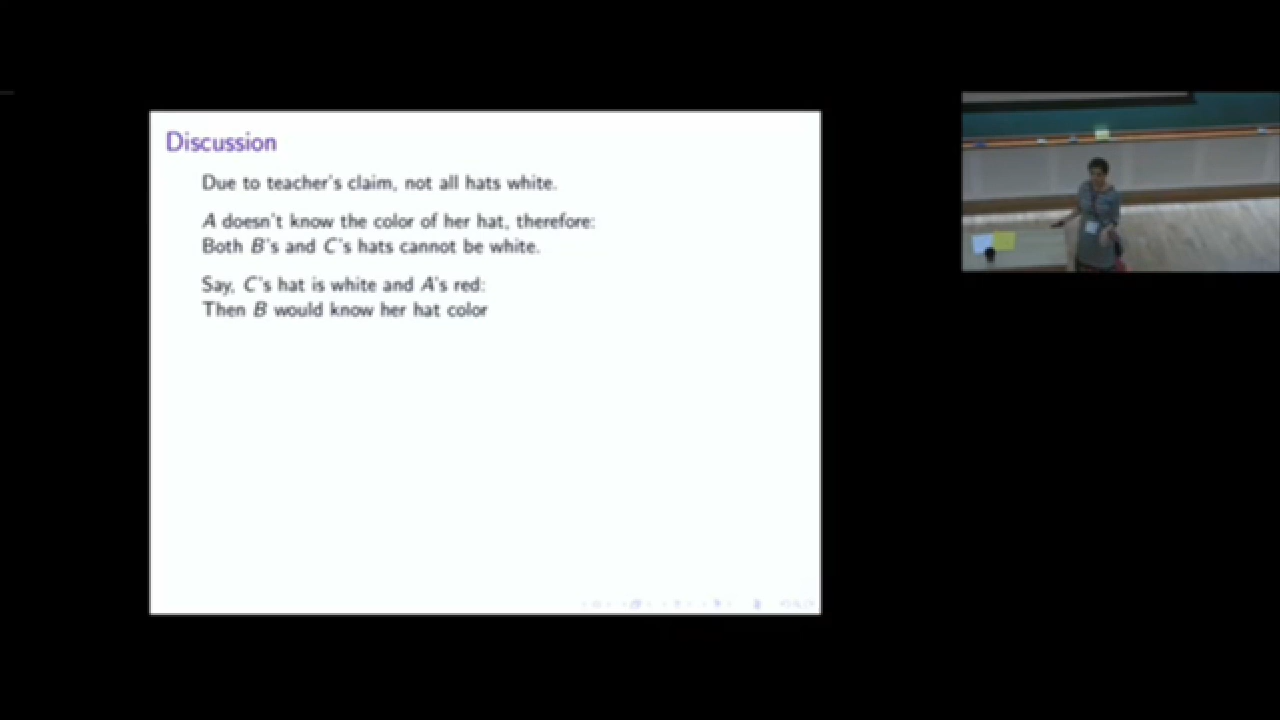 Discussion
Due to teacher's claim, not all hats white.
A doesn't know the color of her hat, therefore:
Both B's and C's hats cannot be white.
Say, C's hat is white and A's red:
Then B would know her hat color